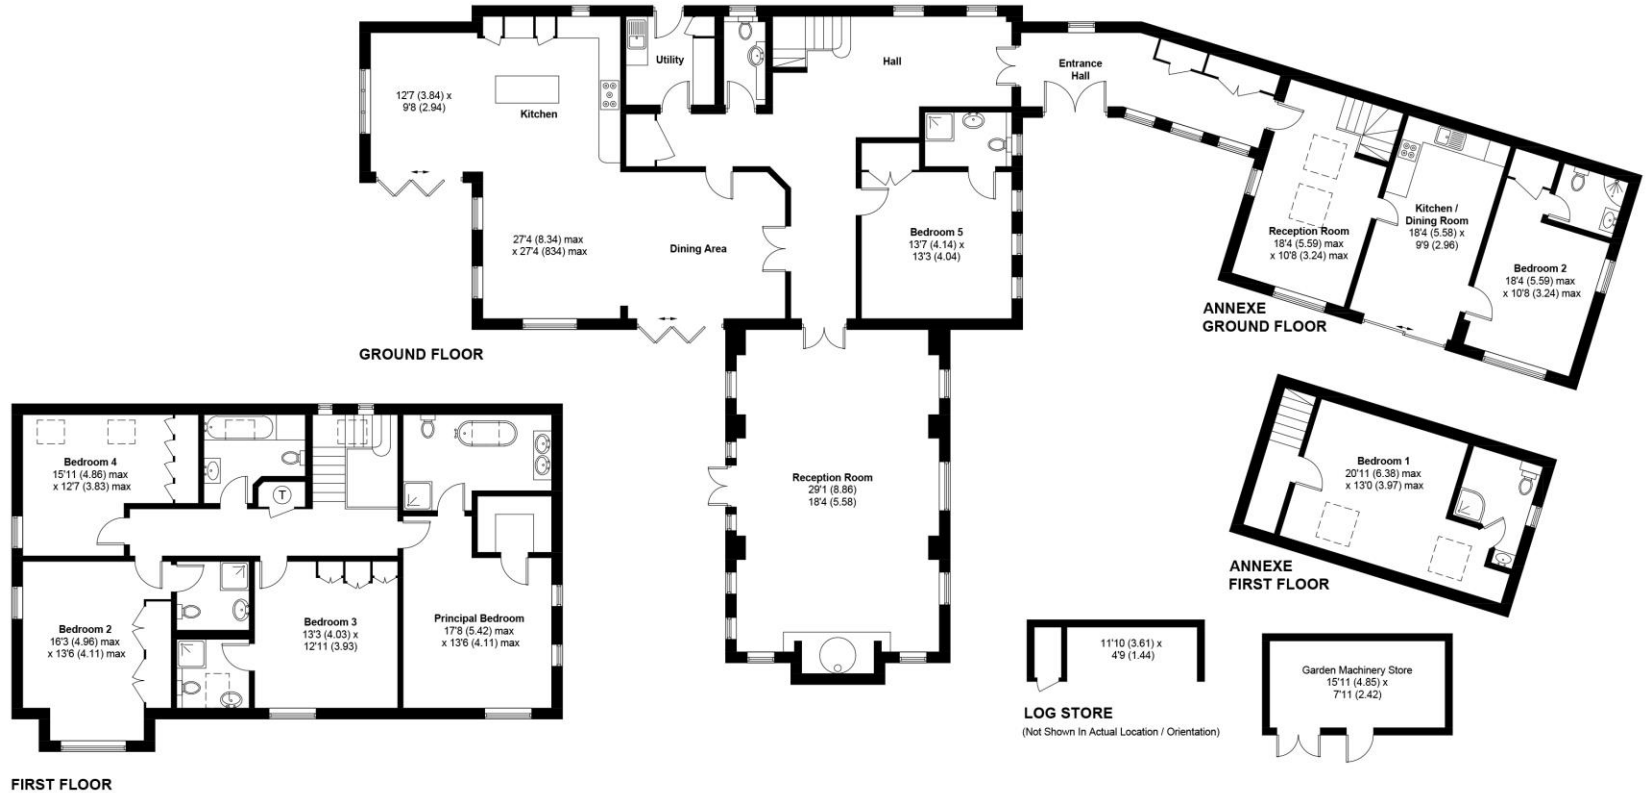 12'7 (3.84) x
9'8 (2.94)
Kitchen
Utility
Hall
Entrance
Hall
27'4 (8.34) max
x 27'4 (834) max
Dining Area
Bedroom 5
13'7 (4.14) x
13'3 (4.04)
GROUND FLOOR
Reception Room
29'1 (8.86)
18'4 (5.58)
Reception Room
18'4 (5.59) max
x 10'8 (3.24) max
Kitchen /
Dining Room
18'4 (5.58) x
9'9 (2.96)
Bedroom 2
18'4 (5.59) max
x 10'8 (3.24) max
ANNEXE
GROUND FLOOR
Bedroom 4
15'11 (4.86) max
x 12'7 (3.83) max
T
Bedroom 2
16'3 (4.96) max
x 13'6 (4.11) max
Bedroom 3
13'3 (4.03) x
12'11 (3.93)
Principal Bedroom
17'8 (5.42) max
x 13'6 (4.11) max
FIRST FLOOR
Bedroom 1
20'11 (6.38) max
x 13'0 (3.97) max
ANNEXE
FIRST FLOOR
11'10 (3.61) x
4'9 (1.44)
LOG STORE
(Not Shown In Actual Location / Orientation)
Garden Machinery Store
15'11 (4.85) x
7'11 (2.42)